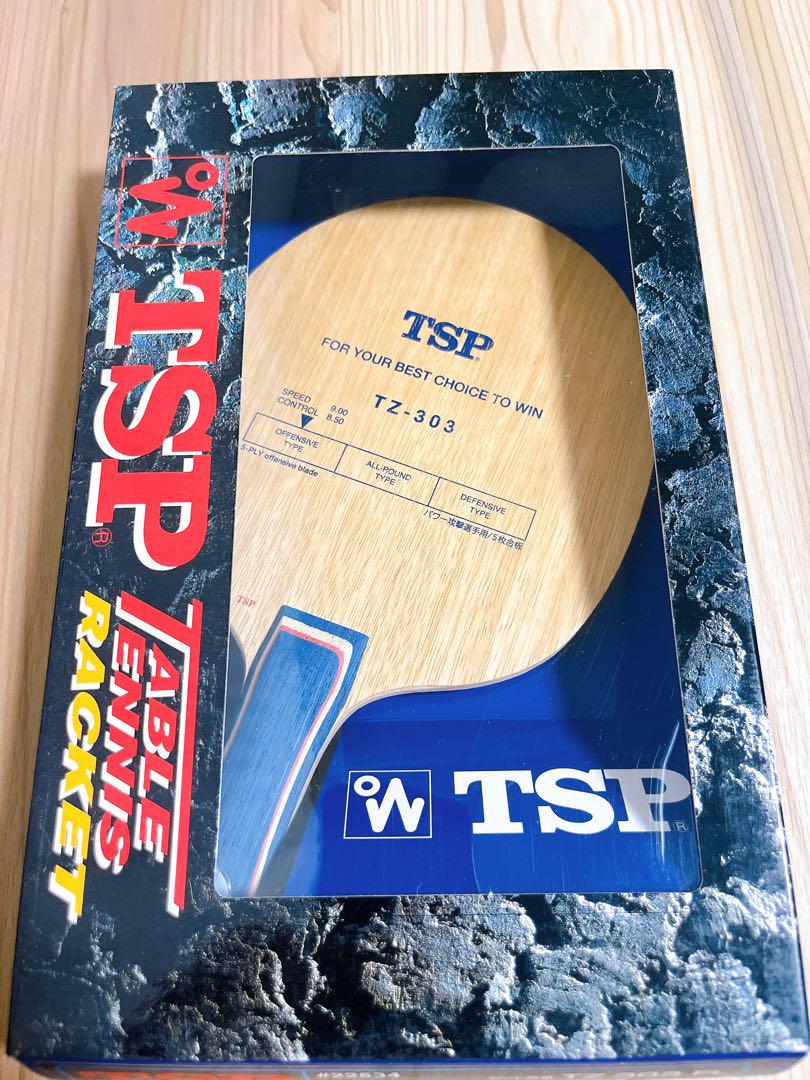 TSP®
TABLE
TENNIS
RACKET
TSP®
FOR YOUR BEST CHOICE TO WIN
TZ-303
SPEED 9.00
CONTROL 8.50
OFFENSIVE TYPE
ALL-ROUND TYPE
DEFENSIVE TYPE
5-PLY offensive blade
パワー攻撃選手用/5枚合板
TSP
TSP®
#22534